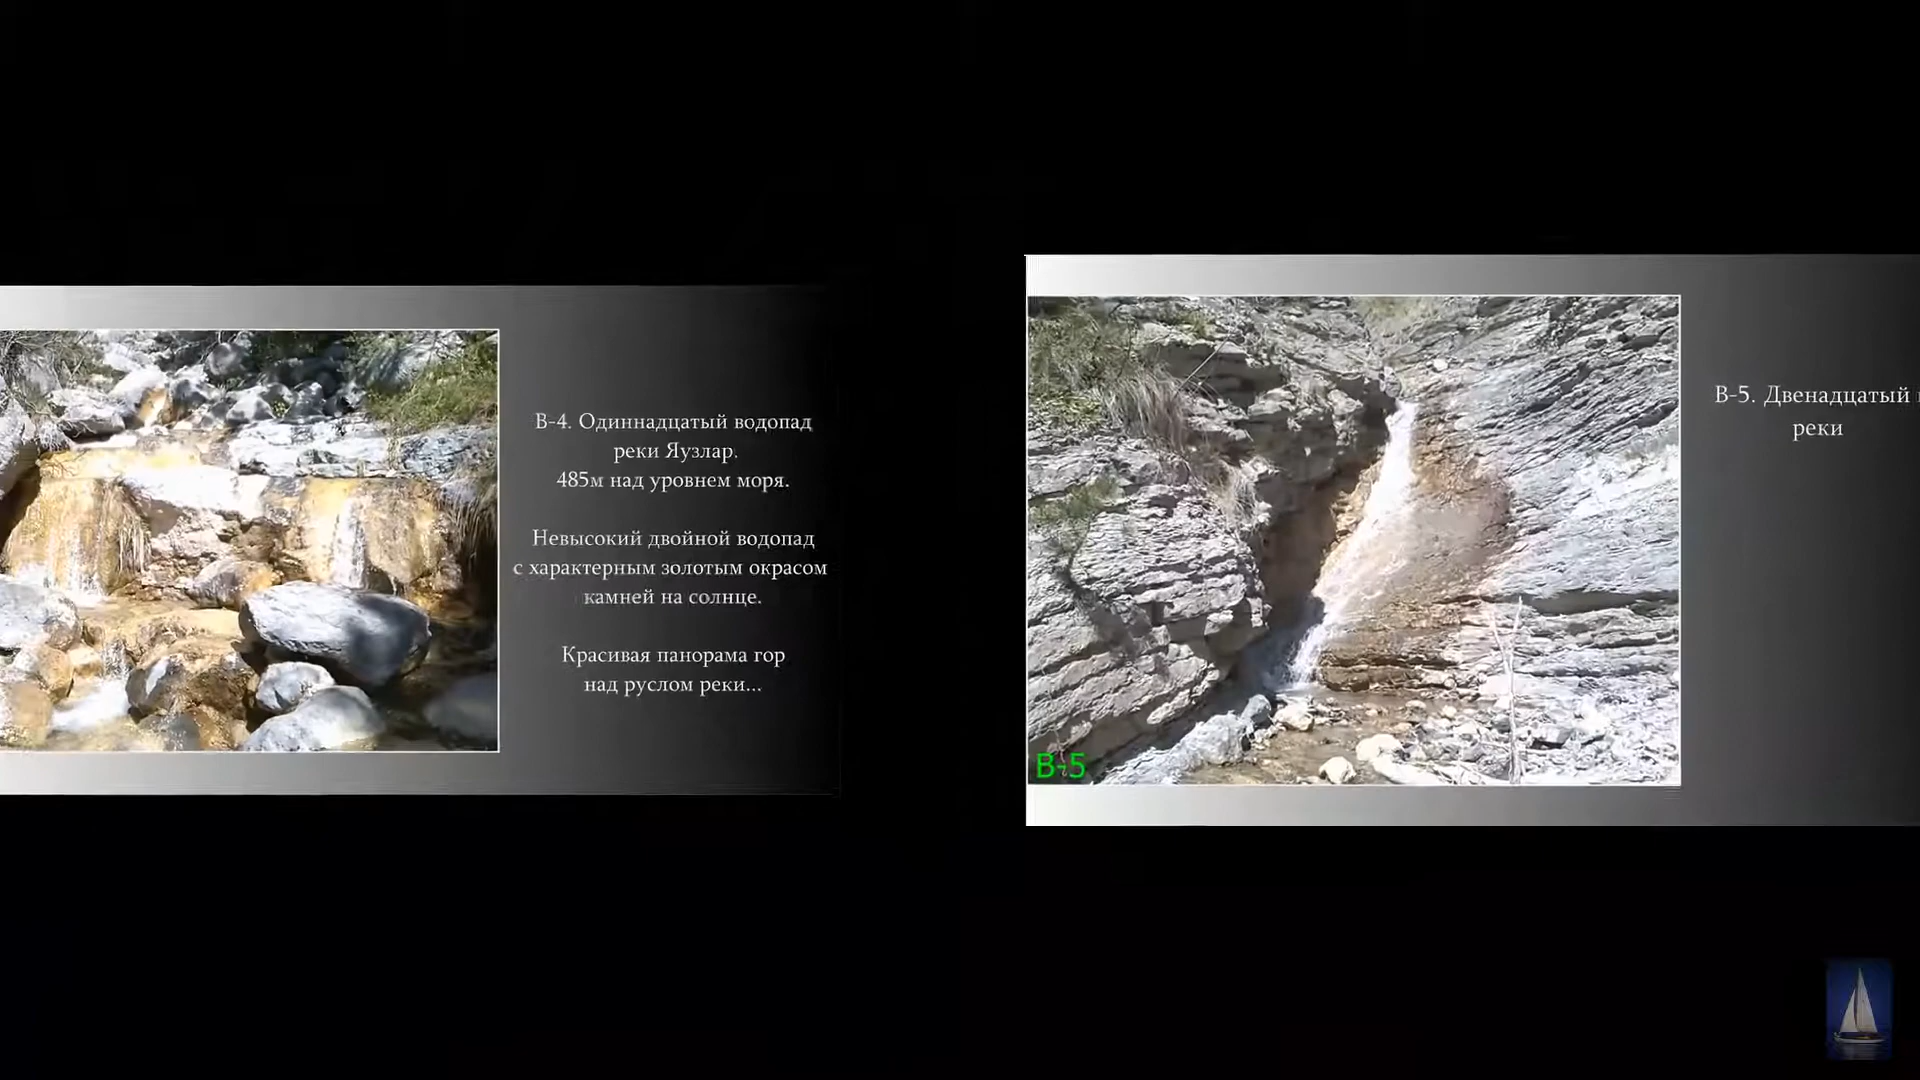 В-4. Одиннадцатый водопад
реки Яузлар.
485м над уровнем моря.
Невысокий двойной водопад
с характерным золотым окрасом
камней на солнце.
Красивая панорама гор
над руслом реки...
В-5
В-5. Двенадцатый
реки